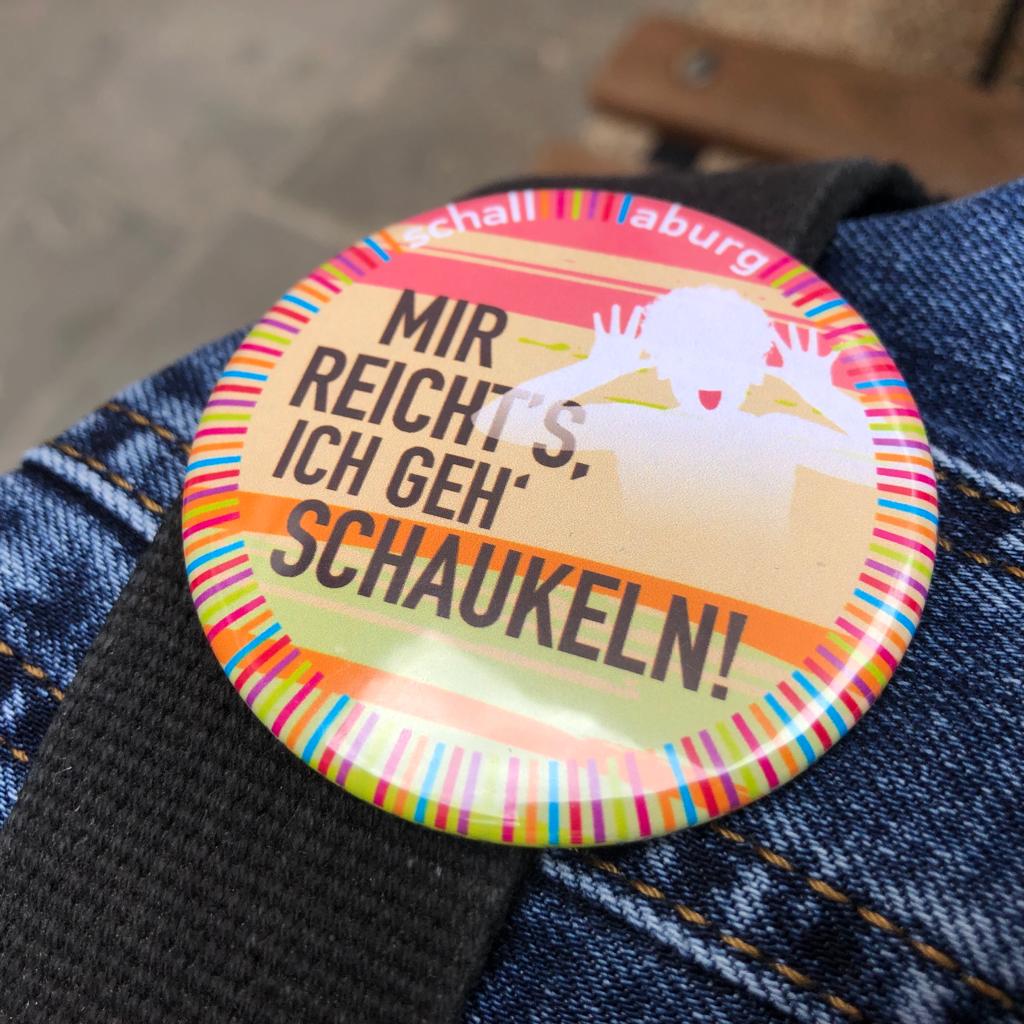 schallaburg
MIR
REICHT'S,
ICH GEH'
SCHAUKELN!